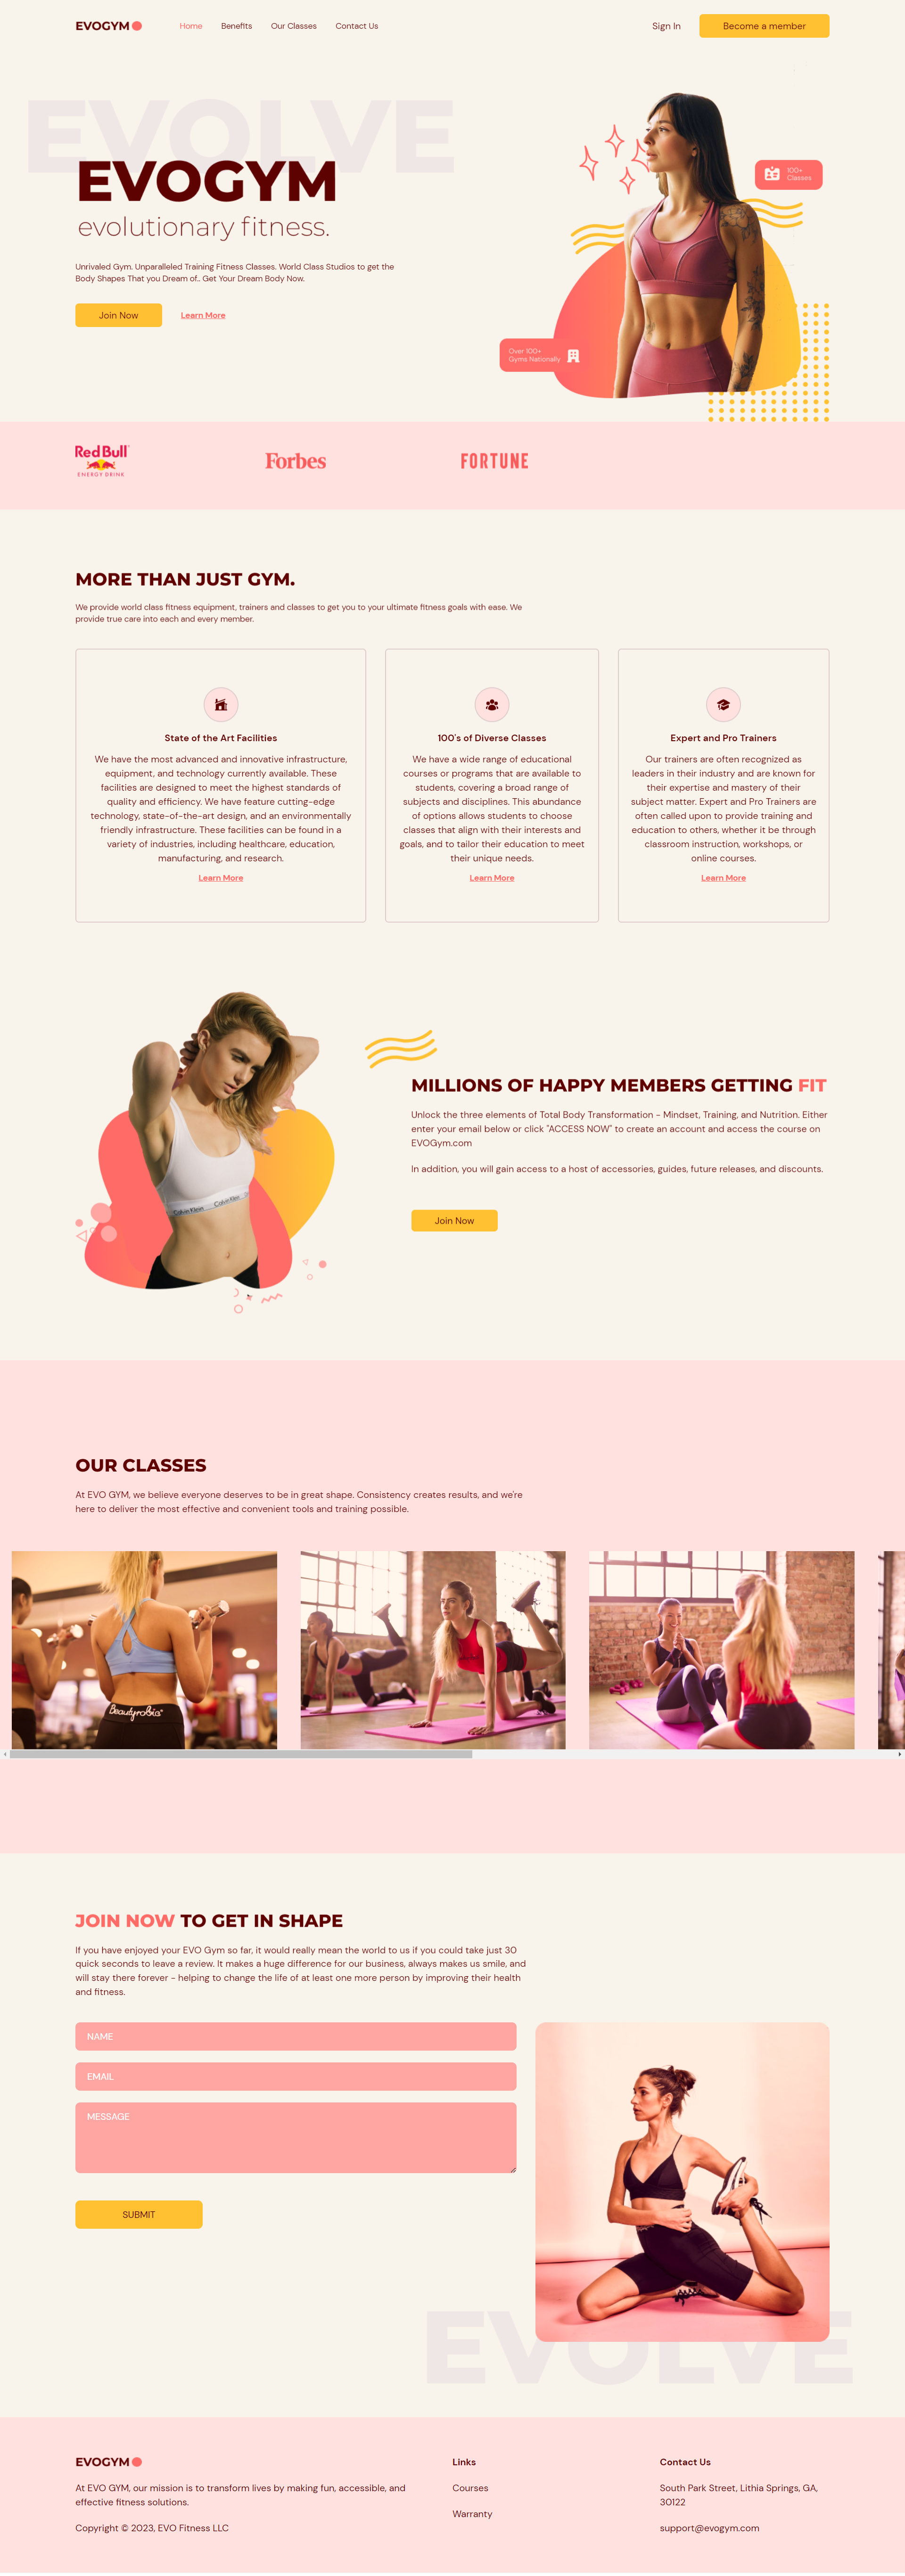 EVOGYM
Home
Benefits
Our Classes
Contact Us
Sign In
Become a member
EVOLVE
EVOGYM
evolutionary fitness.
Unrivaled Gym. Unparalleled Training Fitness Classes. World Class Studios to get the
Body Shapes That you Dream of.. Get Your Dream Body Now.
Join Now
Learn More
100+
Classes
Over 100+
Gyms Nationally
Red Bull
ENERGY DRINK
Forbes
FORTUNE
MORE THAN JUST GYM.
We provide world class fitness equipment, trainers and classes to get you to your ultimate fitness goals with ease. We
provide true care into each and every member.
State of the Art Facilities
We have the most advanced and innovative infrastructure,
equipment, and technology currently available. These
facilities are designed to meet the highest standards of
quality and efficiency. We have feature cutting-edge
technology, state-of-the-art design, and an environmentally
friendly infrastructure. These facilities can be found in a
variety of industries, including healthcare, education,
manufacturing, and research.
Learn More
100's of Diverse Classes
We have a wide range of educational
courses or programs that are available to
students, covering a broad range of
subjects and disciplines. This abundance
of options allows students to choose
classes that align with their interests and
goals, and to tailor their education to meet
their unique needs.
Learn More
Expert and Pro Trainers
Our trainers are often recognized as
leaders in their industry and are known for
their expertise and mastery of their
subject matter. Expert and Pro Trainers are
often called upon to provide training and
education to others, whether it be through
classroom instruction, workshops, or
online courses.
Learn More
Calvin Klein Calvin Klein
MILLIONS OF HAPPY MEMBERS GETTING FIT
Unlock the three elements of Total Body Transformation - Mindset, Training, and Nutrition. Either
enter your email below or click "ACCESS NOW" to create an account and access the course on
EVOGym.com
In addition, you will gain access to a host of accessories, guides, future releases, and discounts.
Join Now
OUR CLASSES
At EVO GYM, we believe everyone deserves to be in great shape. Consistency creates results, and we're
here to deliver the most effective and convenient tools and training possible.
Beautyrobics
JOIN NOW TO GET IN SHAPE
If you have enjoyed your EVO Gym so far, it would really mean the world to us if you could take just 30
quick seconds to leave a review. It makes a huge difference for our business, always makes us smile, and
will stay there forever - helping to change the life of at least one more person by improving their health
and fitness.
NAME
EMAIL
MESSAGE
SUBMIT
EVOLVE
EVOGYM
At EVO GYM, our mission is to transform lives by making fun, accessible, and
effective fitness solutions.
Copyright © 2023, EVO Fitness LLC
Links
Courses
Warranty
Contact Us
South Park Street, Lithia Springs, GA,
30122
support@evogym.com